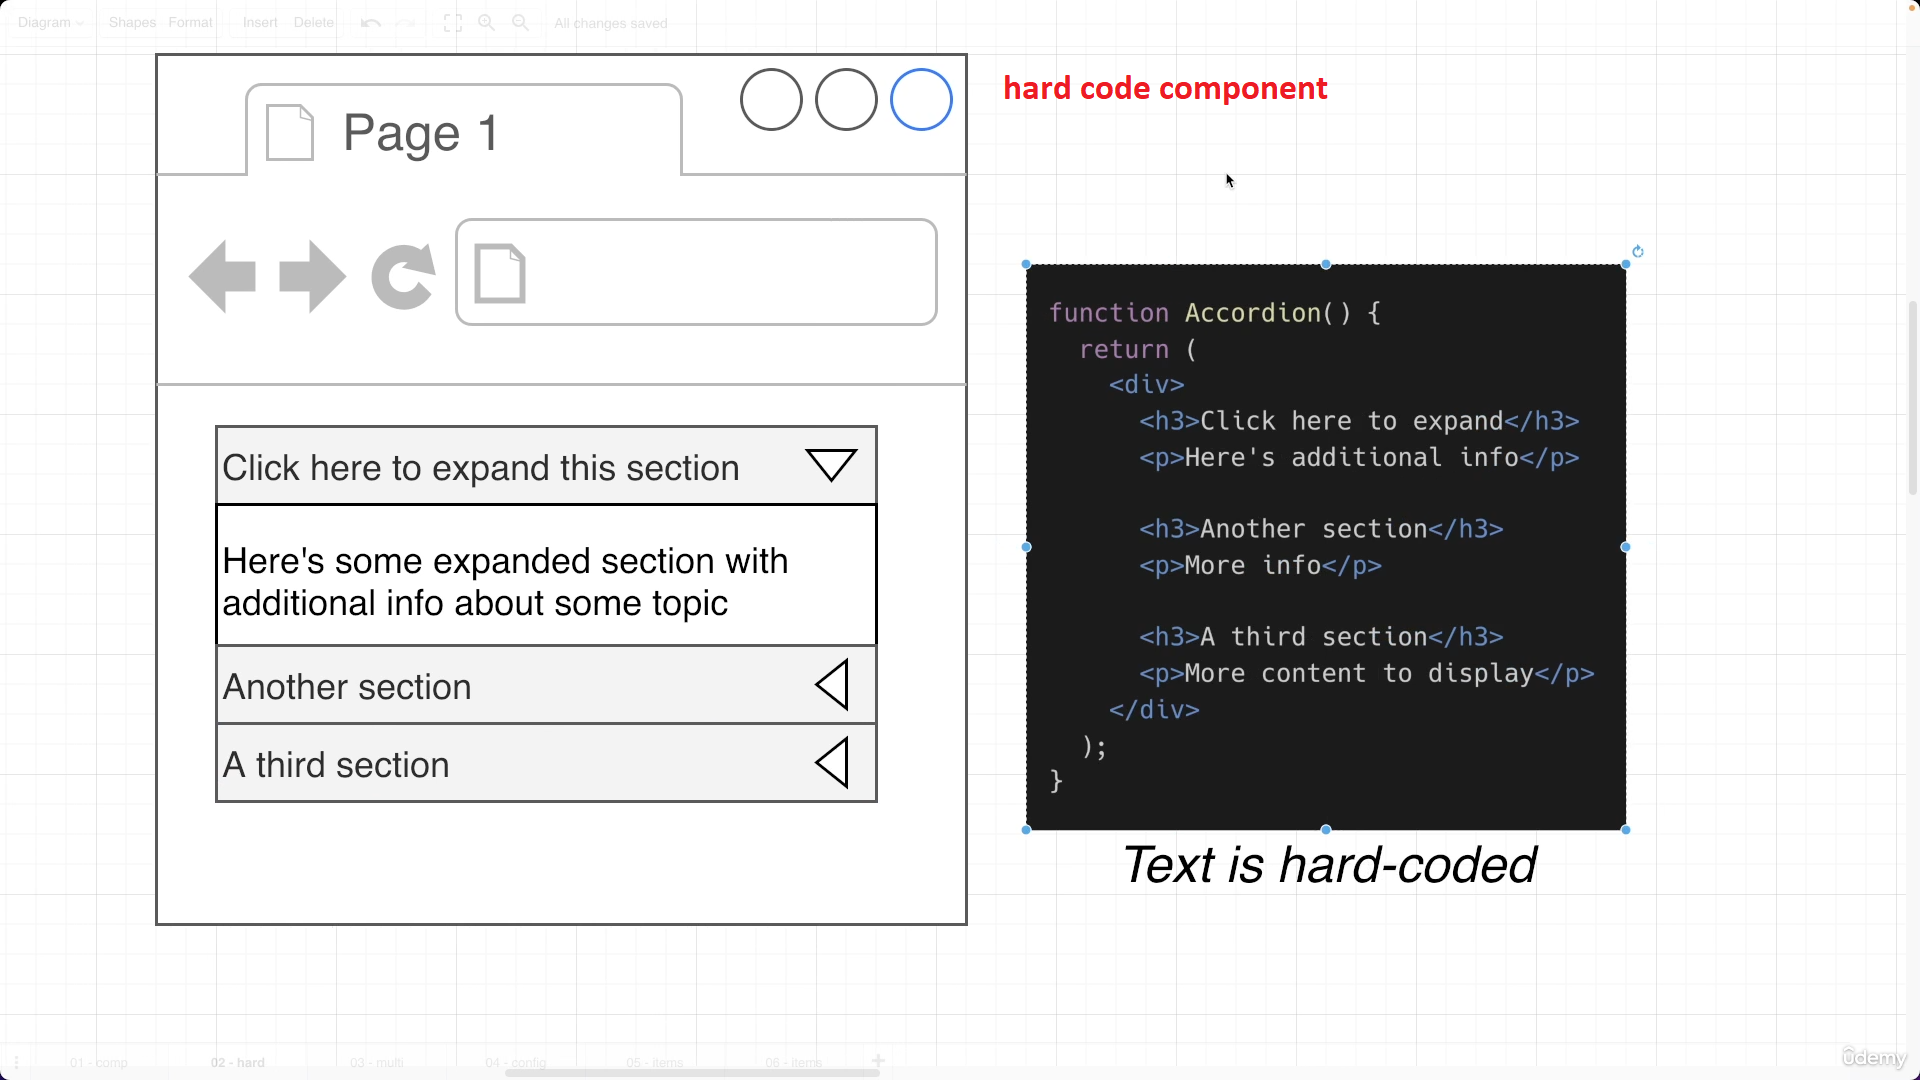 Diagram Shapes Format Insert Delete All changes saved
hard code component
Page 1
Click here to expand this section
Here's some expanded section with
additional info about some topic
Another section
A third section
function Accordion() {
return (
<div>
<h3>Click here to expand</h3>
<p>Here's additional info</p>
<h3>Another section</h3>
<p>More info</p>
<h3>A third section</h3>
<p>More content to display</p>
</div>
);
}
Text is hard-coded
01 - comp 02 - hard 03 - multi 04 - config 05 - items 06 - items
ûdemy